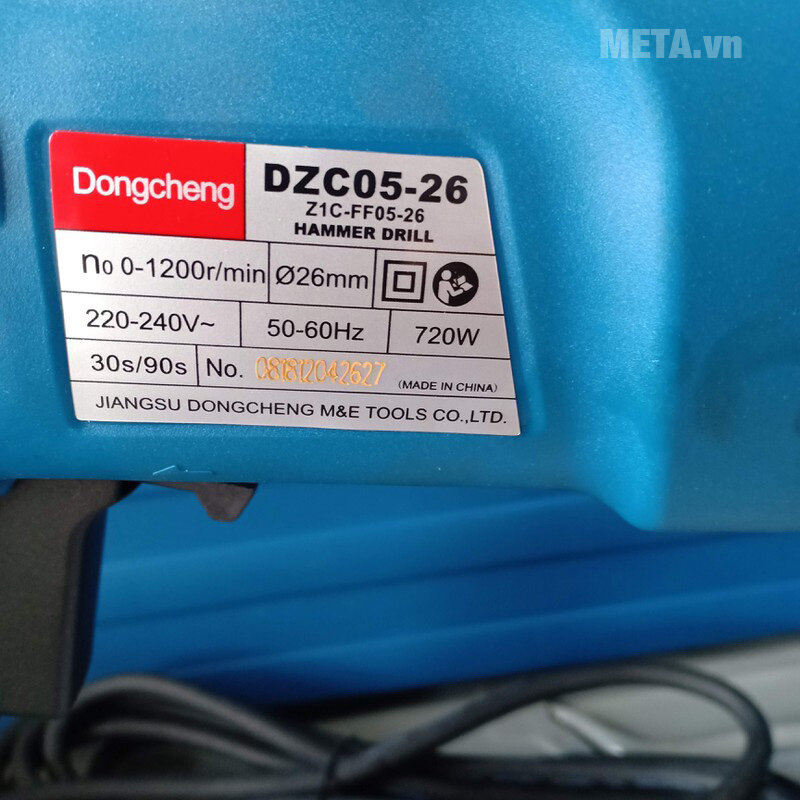 META.vn
Dongcheng
DZC05-26
Z1C-FF05-26
HAMMER DRILL
n0 0-1200r/min Ø26mm
220-240V~ 50-60Hz 720W
30s/90s No. 081812042627 (MADE IN CHINA)
JIANGSU DONGCHENG M&E TOOLS CO.,LTD.